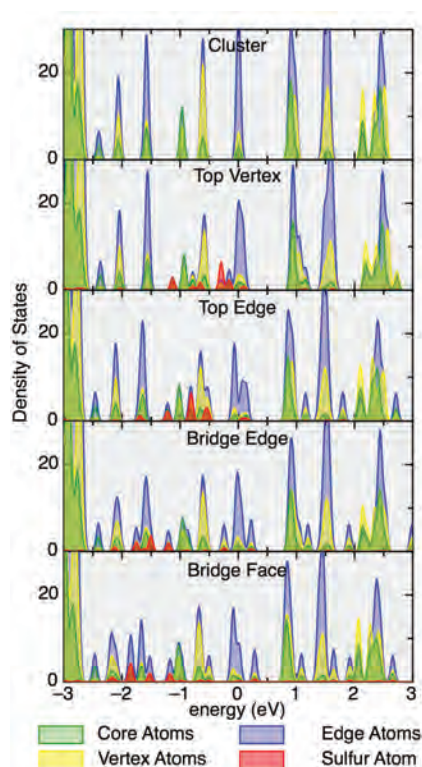 Cluster
20
0
Top Vertex
20
0
Top Edge
20
0
Density of States
Bridge Edge
20
0
Bridge Face
20
0
−3 −2 −1 0 1 2 3
energy (eV)
Core Atoms Edge Atoms
Vertex Atoms Sulfur Atom